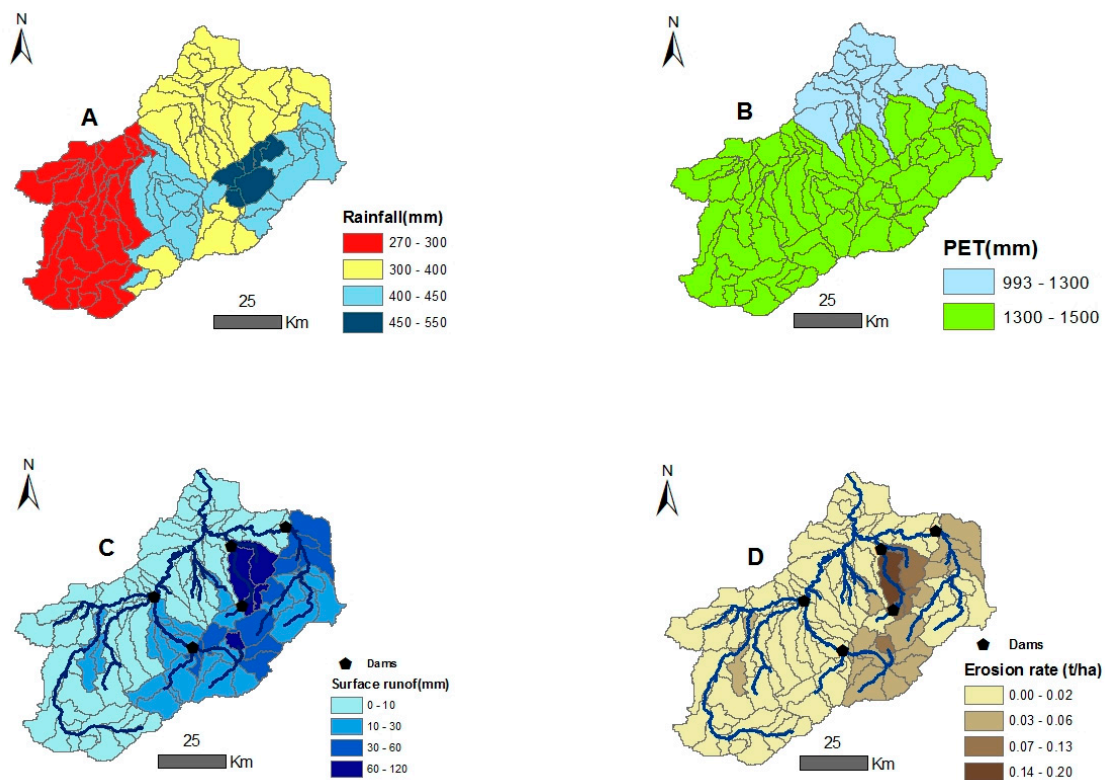 N
A
Rainfall(mm)
270 - 300
300 - 400
400 - 450
450 - 550
25
Km
N
B
PET(mm)
993 - 1300
1300 - 1500
25
Km
N
C
Dams
Surface runof(mm)
0 - 10
10 - 30
30 - 60
60 - 120
25
Km
N
D
Dams
Erosion rate (t/ha)
0.00 - 0.02
0.03 - 0.06
0.07 - 0.13
0.14 - 0.20
25
Km